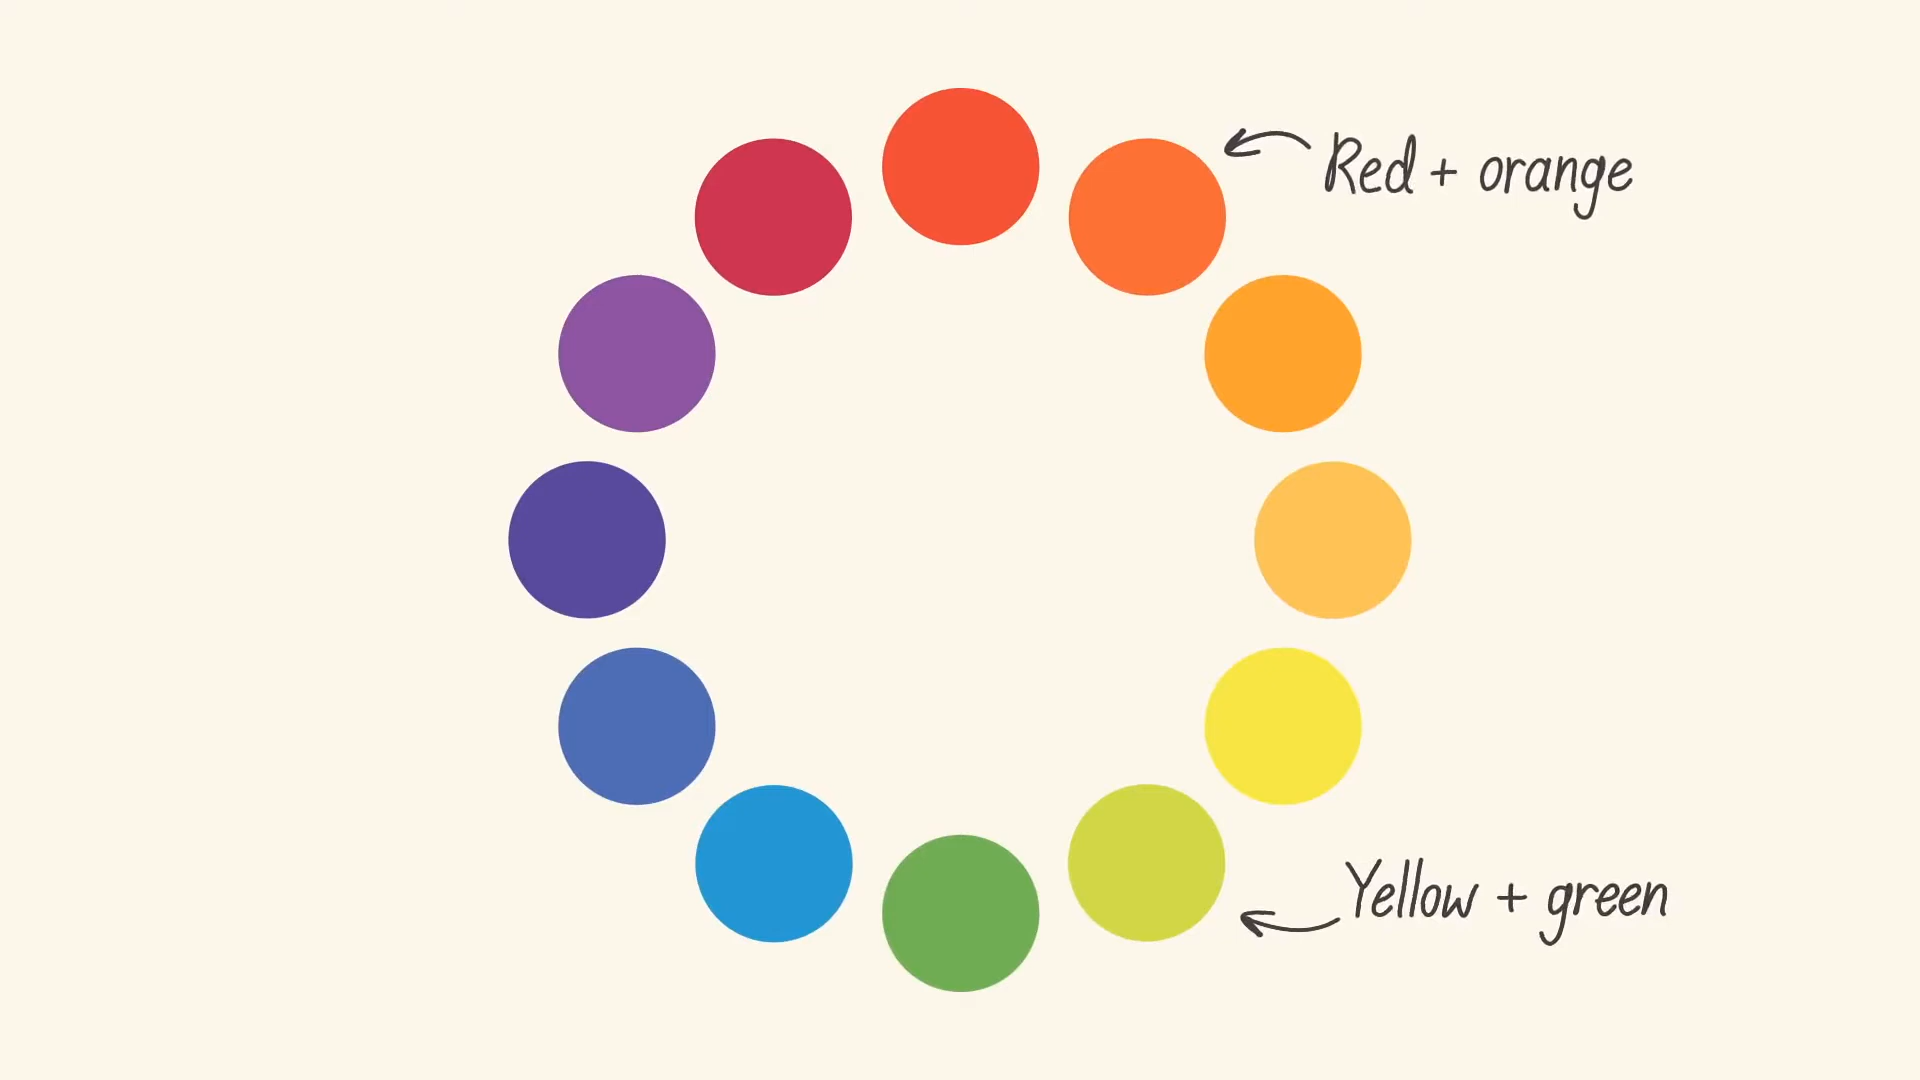 Red + orange
Yellow + green